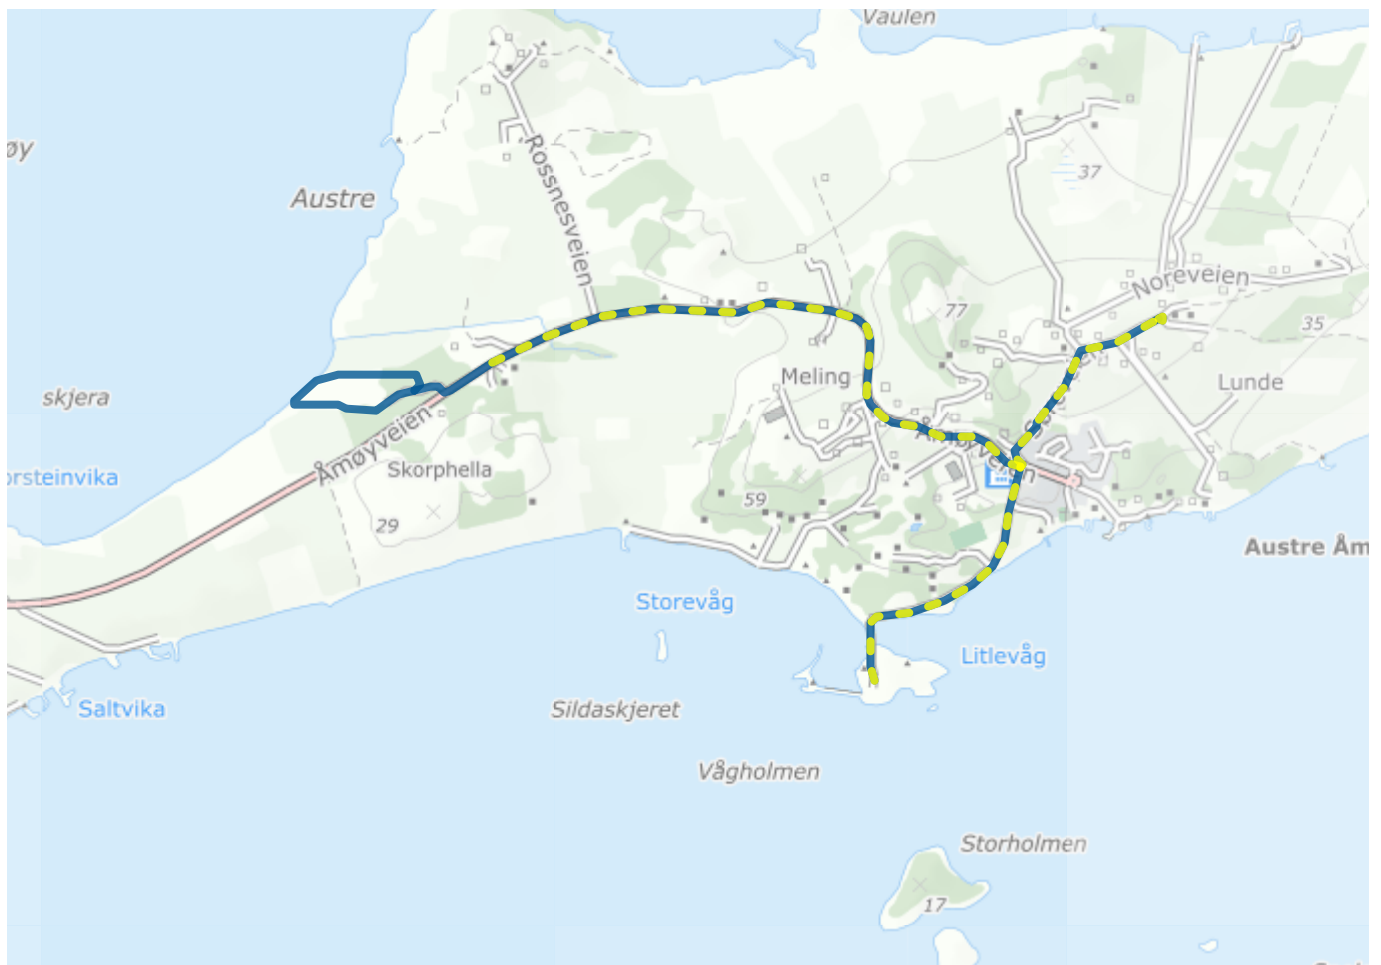 Vaulen
øy
Rossnesveien
37
Austre
Noreveien
77
35
Meling
Lunde
skjera
Åmøyveien
Skorphella
orsteinvika
59
29
Austre Åm
Storevåg
Litlevåg
Saltvika
Sildaskjeret
Vågholmen
Storholmen
17